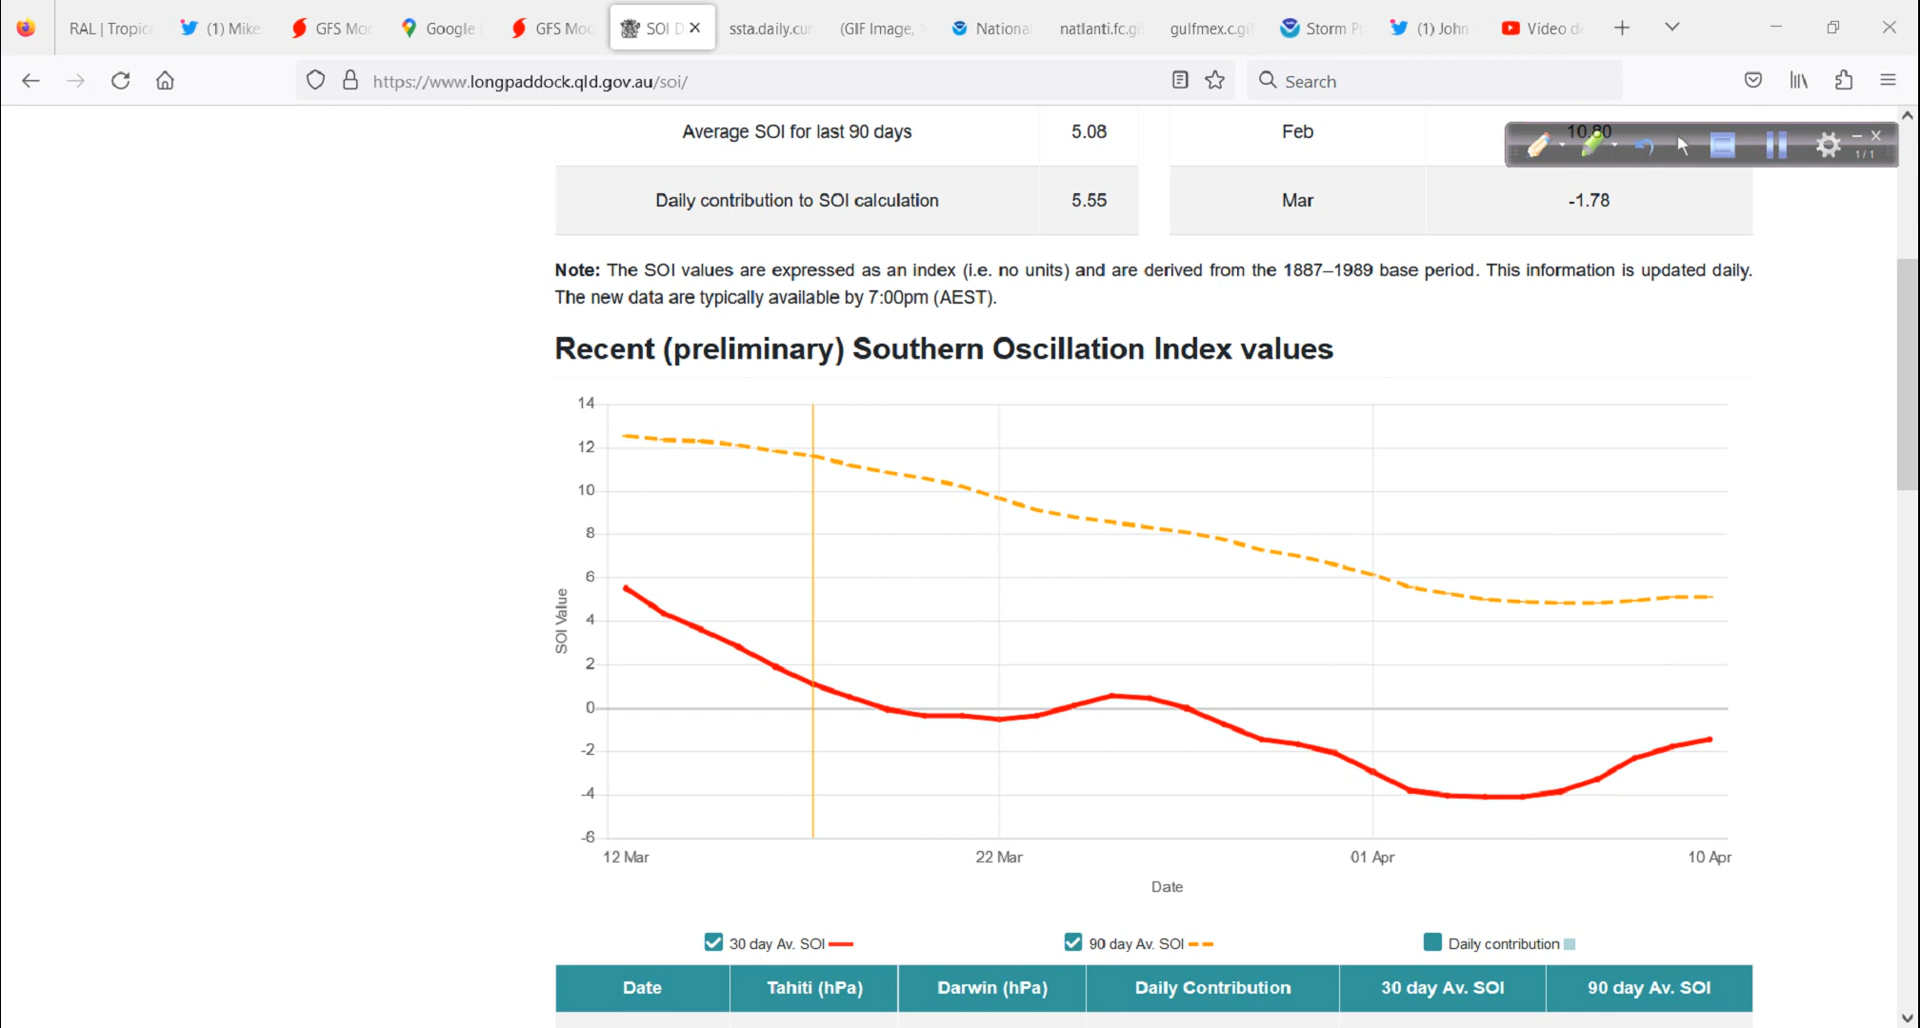 RAL | Tropic
(1) Mike
GFS Mo
Google
GFS Mo
SOI D
ssta.daily.cu
(GIF Image,
Nationa
natlanti.fc.gi
gulfmex.c.gif
Storm Pr
(1) John
Video d
https://www.longpaddock.qld.gov.au/soi/
Search
Average SOI for last 90 days 5.08 Feb 10.80
1/1
Daily contribution to SOI calculation 5.55 Mar -1.78
Note: The SOI values are expressed as an index (i.e. no units) and are derived from the 1887–1989 base period. This information is updated daily.
The new data are typically available by 7:00pm (AEST).
Recent (preliminary) Southern Oscillation Index values
14
12
10
8
6
4
2
0
-2
-4
-6
SOI Value
12 Mar 22 Mar 01 Apr 10 Apr
Date
30 day Av. SOI 90 day Av. SOI Daily contribution
Date Tahiti (hPa) Darwin (hPa) Daily Contribution 30 day Av. SOI 90 day Av. SOI